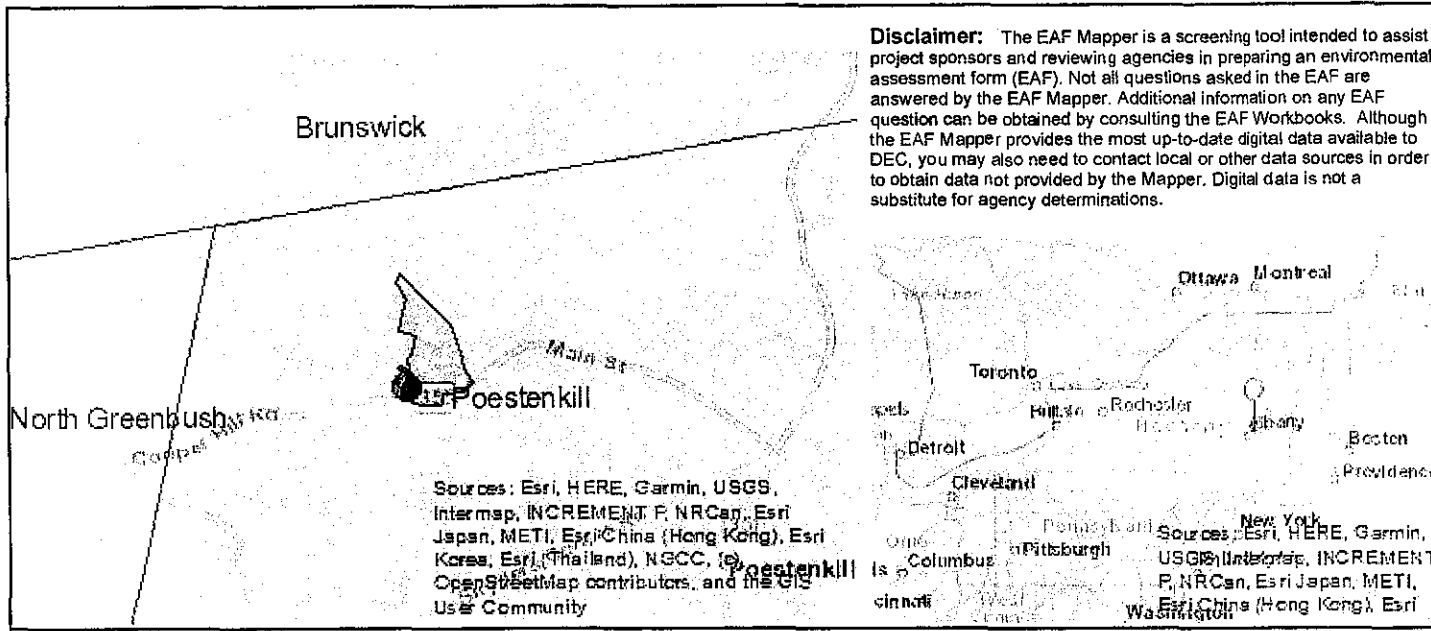 Disclaimer: The EAF Mapper is a screening tool intended to assist
project sponsors and reviewing agencies in preparing an environmental
assessment form (EAF). Not all questions asked in the EAF are
answered by the EAF Mapper. Additional information on any EAF
question can be obtained by consulting the EAF Workbooks. Although
the EAF Mapper provides the most up-to-date digital data available to
DEC, you may also need to contact local or other data sources in order
to obtain data not provided by the Mapper. Digital data is not a
substitute for agency determinations.
Brunswick
Main St
Poestenkill
North Greenbush
Cooper Hill Rd
Sources: Esri, HERE, Garmin, USGS,
Intermap, INCREMENT P, NRCan, Esri
Japan, METI, Esri China (Hong Kong), Esri
Korea, Esri (Thailand), NGCC, (c)
OpenStreetMap contributors, and the GIS
User Community
Poestenkill
Ottawa
Montreal
Toronto
Rochester
Albany
Detroit
Boston
Cleveland
Providence
New York
Pittsburgh
Columbus
Washington
Sources: Esri, HERE, Garmin,
USGS, Intermap, INCREMENT
P, NRCan, Esri Japan, METI,
Esri China (Hong Kong), Esri